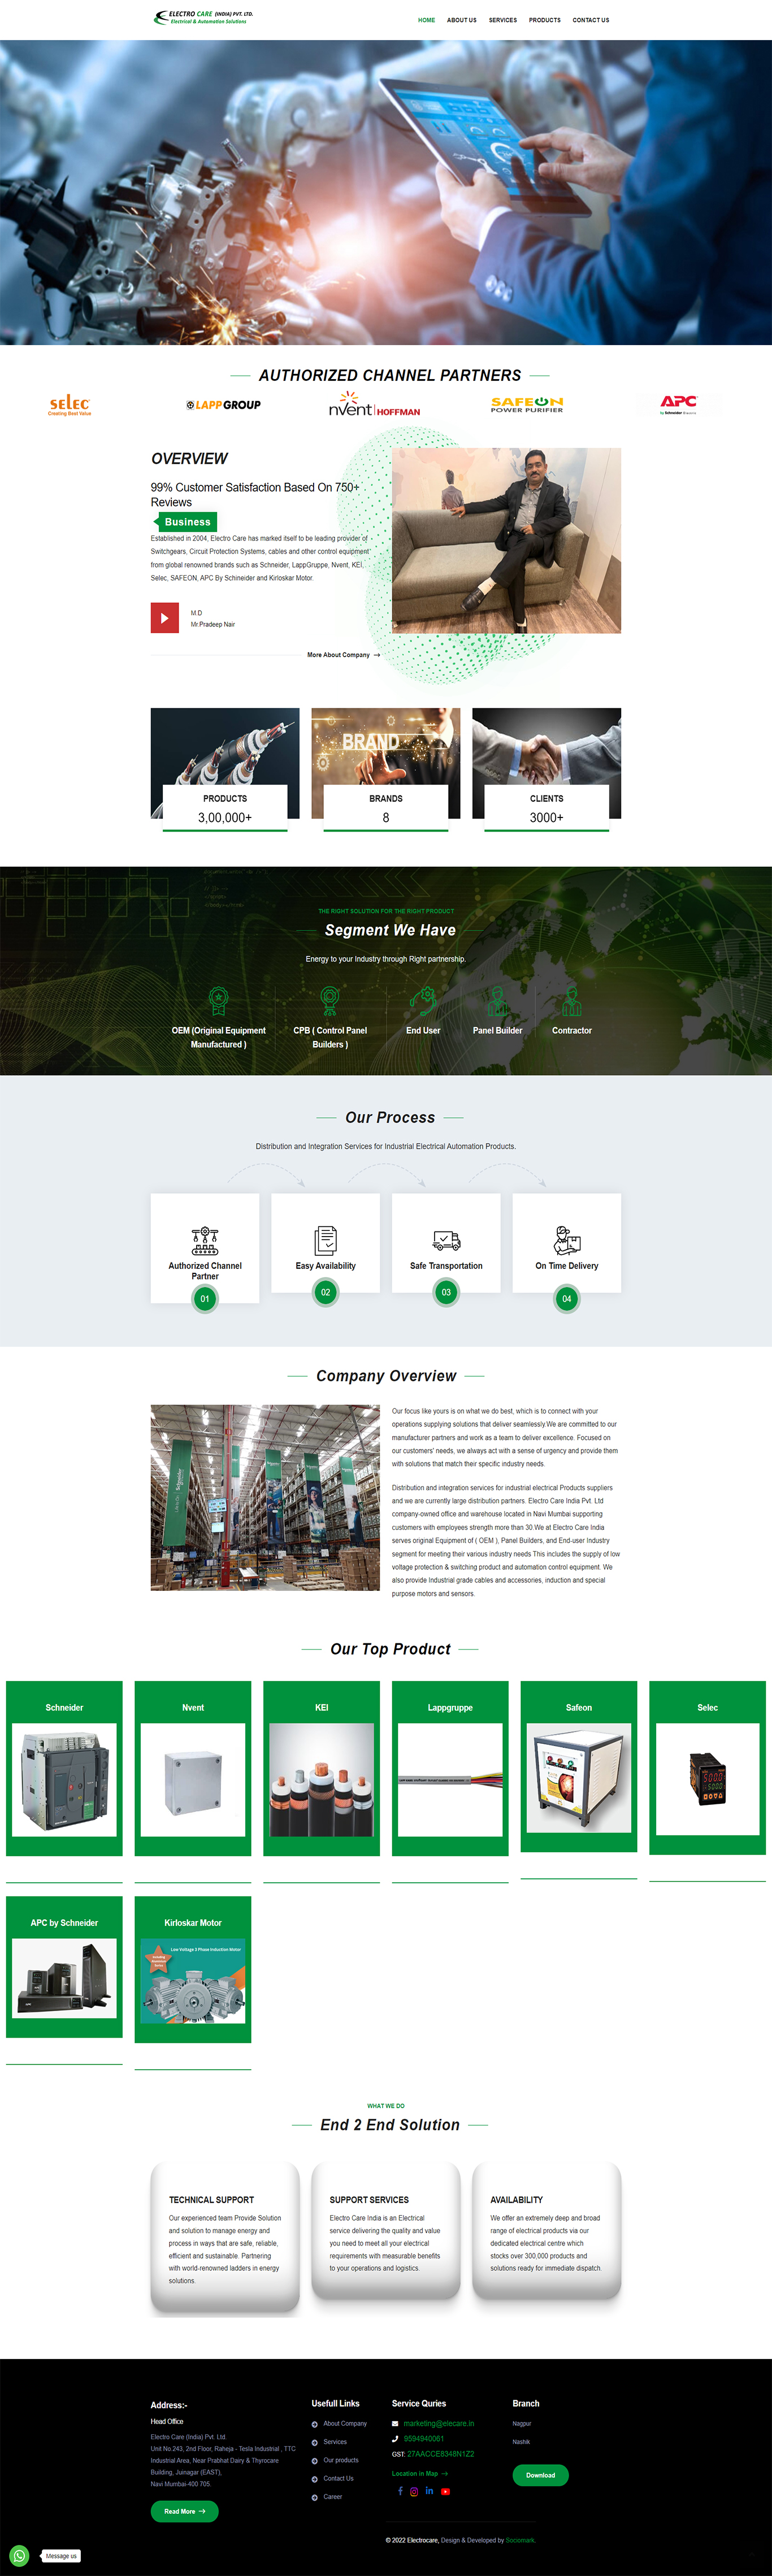 ELECTRO CARE (INDIA) PVT. LTD.
Electrical & Automation Solutions
HOME ABOUT US SERVICES PRODUCTS CONTACT US
AUTHORIZED CHANNEL PARTNERS
selec
Creating Best Value
LAPP GROUP
nvent HOFFMAN
SAFEON
POWER PURIFIER
APC
by Schneider Electric
OVERVIEW
99% Customer Satisfaction Based On 750+
Reviews
Business
Established in 2004, Electro Care has marked itself to be leading provider of
Switchgears, Circuit Protection Systems, cables and other control equipment
from global renowned brands such as Schneider, LappGruppe, Nvent, KEI,
Selec, SAFEON, APC By Schineider and Kirloskar Motor.
M.D
Mr.Pradeep Nair
More About Company
BRAND
PRODUCTS
3,00,000+
BRANDS
8
CLIENTS
3000+
THE RIGHT SOLUTION FOR THE RIGHT PRODUCT
Segment We Have
Energy to your Industry through Right partnership.
OEM (Original Equipment
Manufactured )
CPB ( Control Panel
Builders )
End User
Panel Builder
Contractor
Our Process
Distribution and Integration Services for Industrial Electrical Automation Products.
Authorized Channel
Partner
01
Easy Availability
02
Safe Transportation
03
On Time Delivery
04
Company Overview
Schneider
Our focus like yours is on what we do best, which is to connect with your
operations supplying solutions that deliver seamlessly.We are committed to our
manufacturer partners and work as a team to deliver excellence. Focused on
our customers' needs, we always act with a sense of urgency and provide them
with solutions that match their specific industry needs.
Distribution and integration services for industrial electrical Products suppliers
and we are currently large distribution partners. Electro Care India Pvt. Ltd
company-owned office and warehouse located in Navi Mumbai supporting
customers with employees strength more than 30.We at Electro Care India
serves original Equipment of ( OEM ), Panel Builders, and End-user Industry
segment for meeting their various industry needs This includes the supply of low
voltage protection & switching product and automation control equipment. We
also provide Industrial grade cables and accessories, induction and special
purpose motors and sensors.
Our Top Product
Schneider
Nvent
KEI
Lappgruppe
Safeon
Selec
APC by Schneider
Kirloskar Motor
Low Voltage 3 Phase Induction Motor
End 2 End Solution
WHAT WE DO
TECHNICAL SUPPORT
Our experienced team Provide Solution
and solution to manage energy and
process in ways that are safe, reliable,
efficient and sustainable. Partnering
with world-renowned ladders in energy
solutions.
SUPPORT SERVICES
Electro Care India is an Electrical
service delivering the quality and value
you need to meet all your electrical
requirements with measurable benefits
to your operations and logistics.
AVAILABILITY
We offer an extremely deep and broad
range of electrical products via our
dedicated electrical centre which
stocks over 300,000 products and
solutions ready for immediate dispatch.
Address:-
Head Office
Electro Care (India) Pvt. Ltd.
Unit No.243, 2nd Floor, Raheja - Tesla Industrial , TTC
Industrial Area, Near Prabhat Dairy & Thyrocare
Building, Juinagar (EAST),
Navi Mumbai-400 705.
Read More
Usefull Links
About Company
Services
Our products
Contact Us
Career
Service Quries
marketing@elecare.in
9594940061
GST: 27AACCE8348N1Z2
Location in Map
Branch
Nagpur
Nashik
Download
© 2022 Electrocare, Design & Developed by Sociomark.
Message us